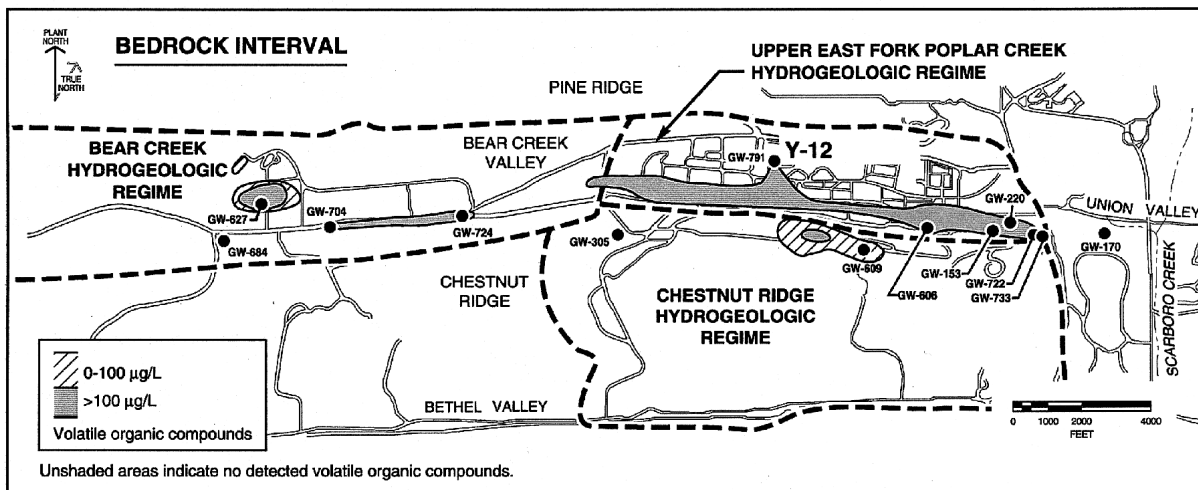 PLANT
NORTH
TRUE
NORTH
BEDROCK INTERVAL
UPPER EAST FORK POPLAR CREEK
HYDROGEOLOGIC REGIME
PINE RIDGE
BEAR CREEK
HYDROGEOLOGIC
REGIME
BEAR CREEK
VALLEY
GW-791
Y-12
GW-627
GW-704
GW-220
UNION VALLEY
GW-684
GW-724
GW-305
GW-170
GW-609
GW-153
GW-722
GW-606
GW-733
CHESTNUT
RIDGE
CHESTNUT RIDGE
HYDROGEOLOGIC
REGIME
SCARBORO CREEK
0-100 µg/L
>100 µg/L
Volatile organic compounds
BETHEL VALLEY
0 1000 2000 4000
FEET
Unshaded areas indicate no detected volatile organic compounds.